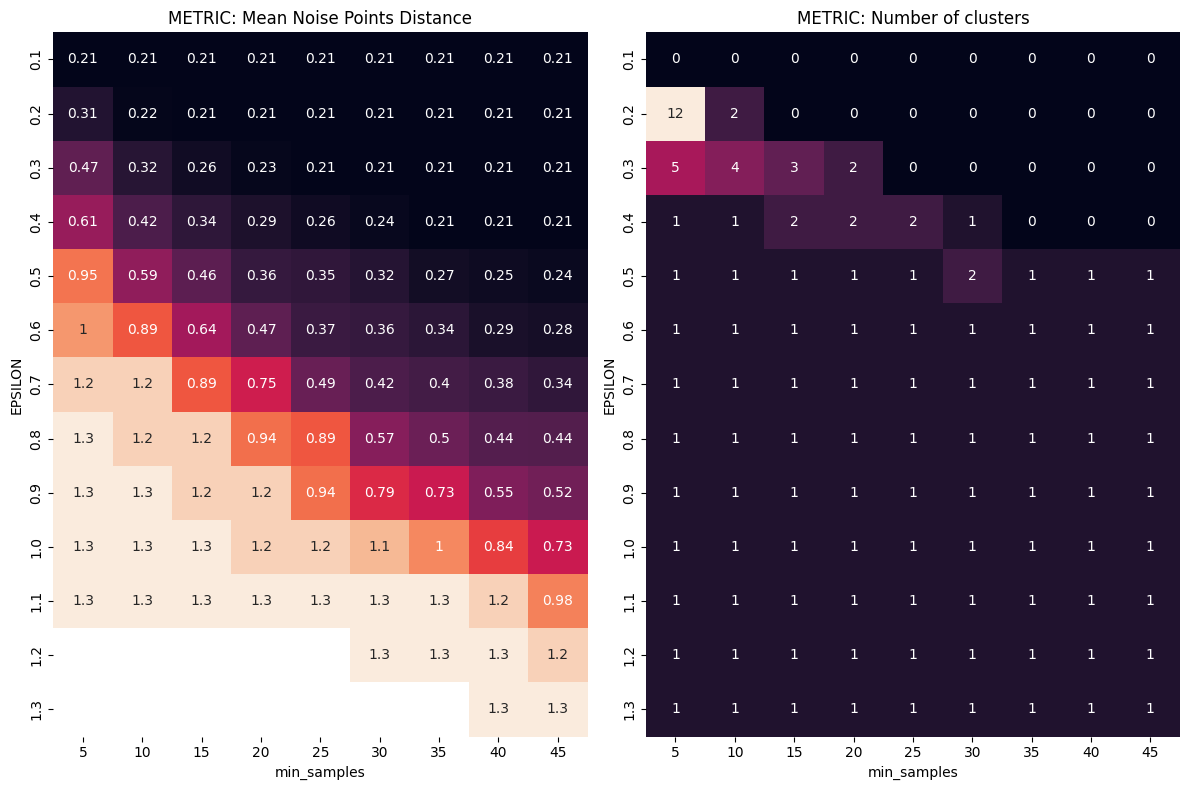 METRIC: Mean Noise Points Distance
EPSILON
0.1 0.21 0.21 0.21 0.21 0.21 0.21 0.21 0.21 0.21
0.2 0.31 0.22 0.21 0.21 0.21 0.21 0.21 0.21 0.21
0.3 0.47 0.32 0.26 0.23 0.21 0.21 0.21 0.21 0.21
0.4 0.61 0.42 0.34 0.29 0.26 0.24 0.21 0.21 0.21
0.5 0.95 0.59 0.46 0.36 0.35 0.32 0.27 0.25 0.24
0.6 1 0.89 0.64 0.47 0.37 0.36 0.34 0.29 0.28
0.7 1.2 1.2 0.89 0.75 0.49 0.42 0.4 0.38 0.34
0.8 1.3 1.2 1.2 0.94 0.89 0.57 0.5 0.44 0.44
0.9 1.3 1.3 1.2 1.2 0.94 0.79 0.73 0.55 0.52
1.0 1.3 1.3 1.3 1.2 1.2 1.1 1 0.84 0.73
1.1 1.3 1.3 1.3 1.3 1.3 1.3 1.3 1.2 0.98
1.2 1.3 1.3 1.3 1.2
1.3 1.3 1.3
5 10 15 20 25 30 35 40 45
min_samples
METRIC: Number of clusters
EPSILON
0.1 0 0 0 0 0 0 0 0 0
0.2 12 2 0 0 0 0 0 0 0
0.3 5 4 3 2 0 0 0 0 0
0.4 1 1 2 2 2 1 0 0 0
0.5 1 1 1 1 1 2 1 1 1
0.6 1 1 1 1 1 1 1 1 1
0.7 1 1 1 1 1 1 1 1 1
0.8 1 1 1 1 1 1 1 1 1
0.9 1 1 1 1 1 1 1 1 1
1.0 1 1 1 1 1 1 1 1 1
1.1 1 1 1 1 1 1 1 1 1
1.2 1 1 1 1 1 1 1 1 1
1.3 1 1 1 1 1 1 1 1 1
5 10 15 20 25 30 35 40 45
min_samples